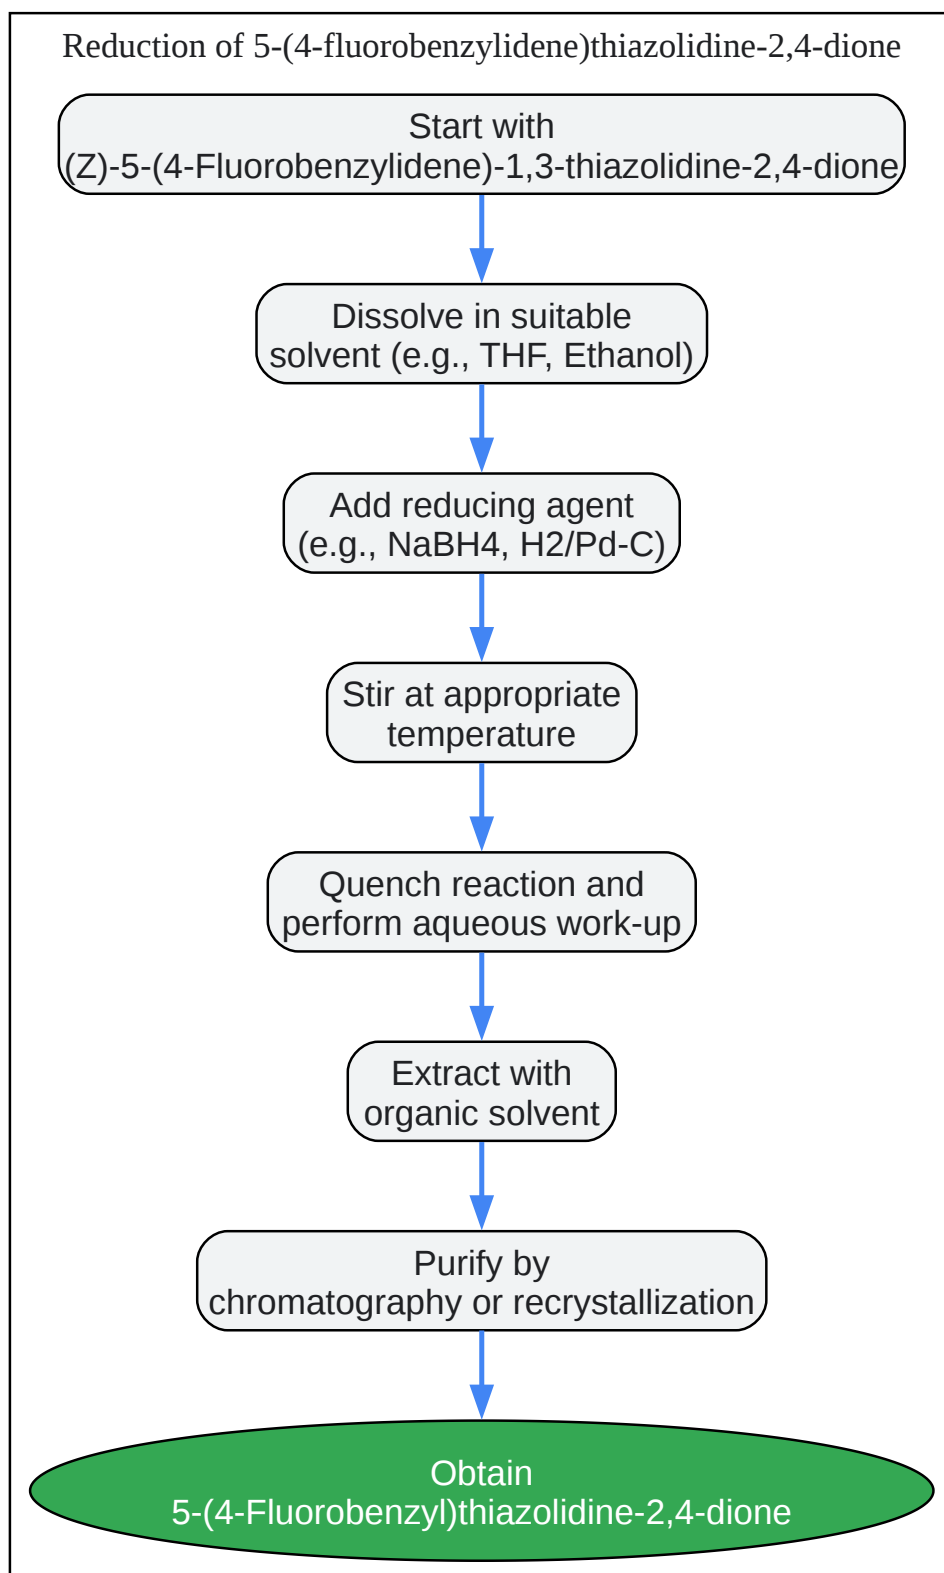 Reduction of 5-(4-fluorobenzylidene)thiazolidine-2,4-dione
Start with
(Z)-5-(4-Fluorobenzylidene)-1,3-thiazolidine-2,4-dione
Dissolve in suitable
solvent (e.g., THF, Ethanol)
Add reducing agent
(e.g., NaBH4, H2/Pd-C)
Stir at appropriate
temperature
Quench reaction and
perform aqueous work-up
Extract with
organic solvent
Purify by
chromatography or recrystallization
Obtain
5-(4-Fluorobenzyl)thiazolidine-2,4-dione